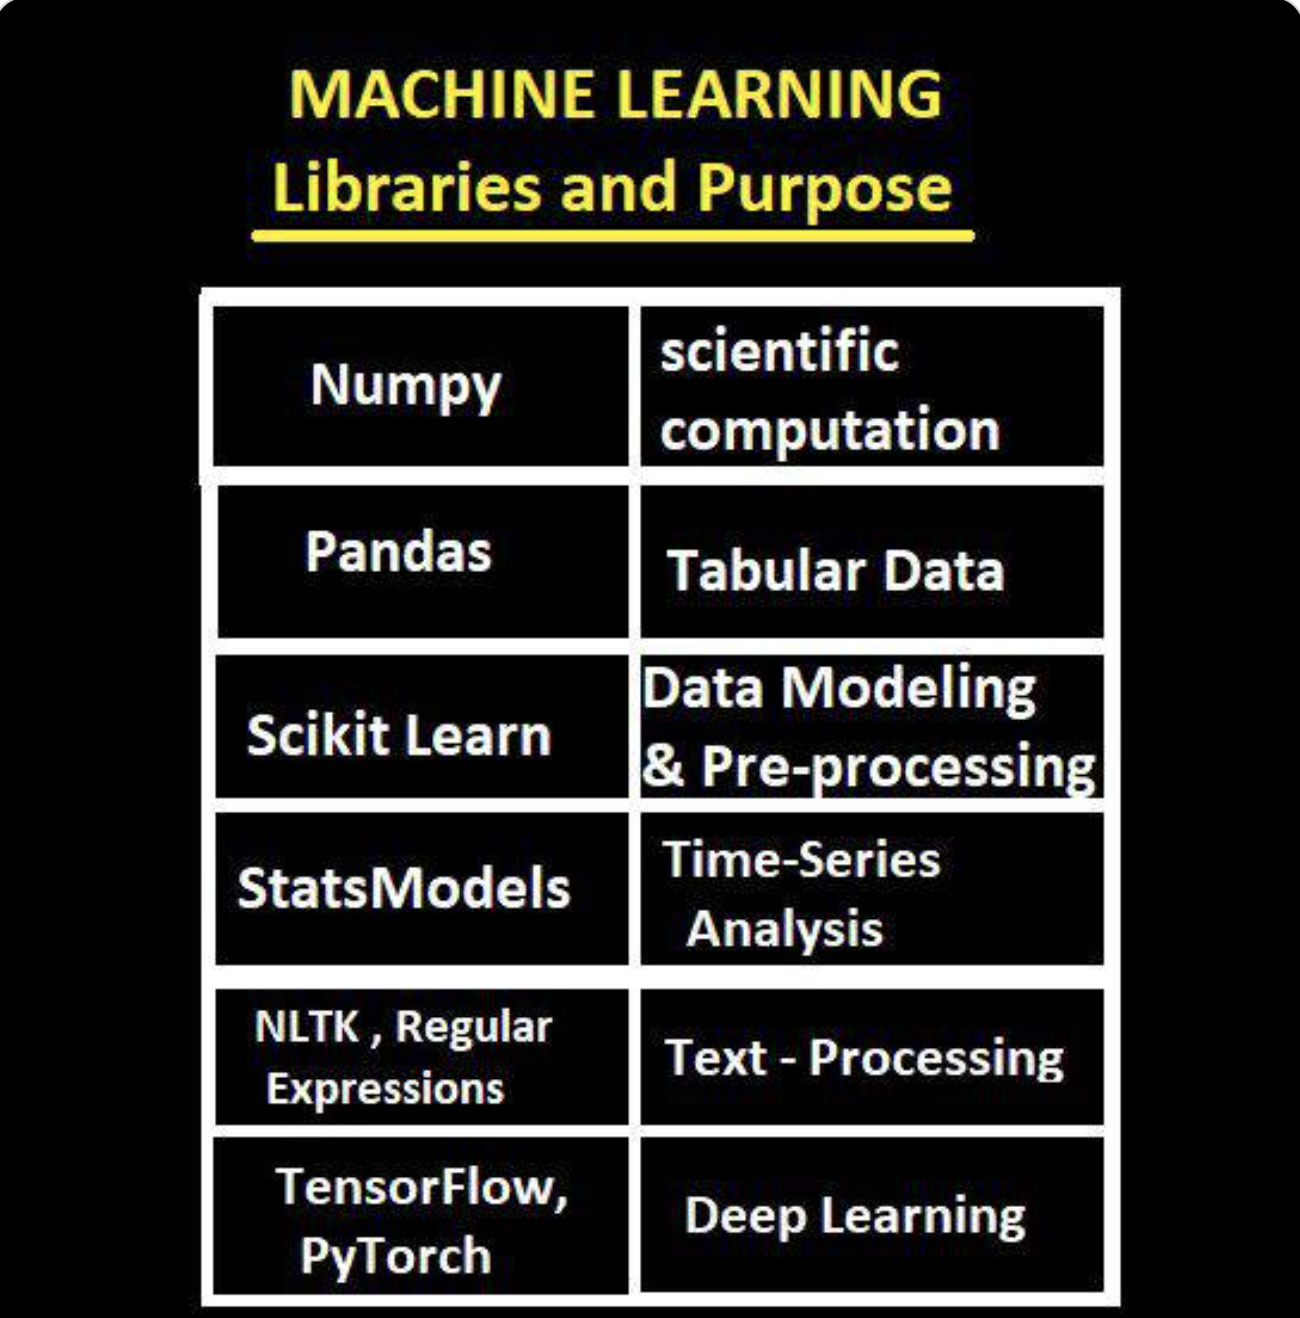 MACHINE LEARNING
Libraries and Purpose
Numpy
scientific
computation
Pandas
Tabular Data
Scikit Learn
Data Modeling
& Pre-processing
StatsModels
Time-Series
Analysis
NLTK , Regular
Expressions
Text - Processing
TensorFlow,
PyTorch
Deep Learning